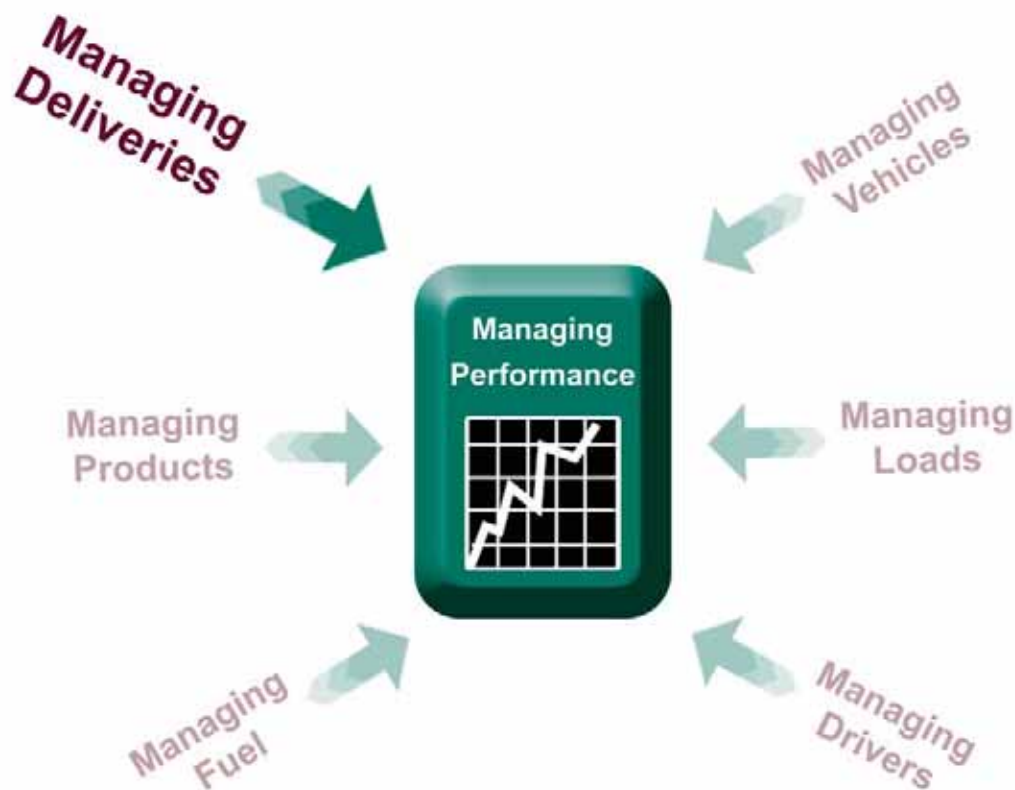 Managing
Deliveries
Managing
Vehicles
Managing
Performance
Managing
Products
Managing
Loads
Managing
Fuel
Managing
Drivers